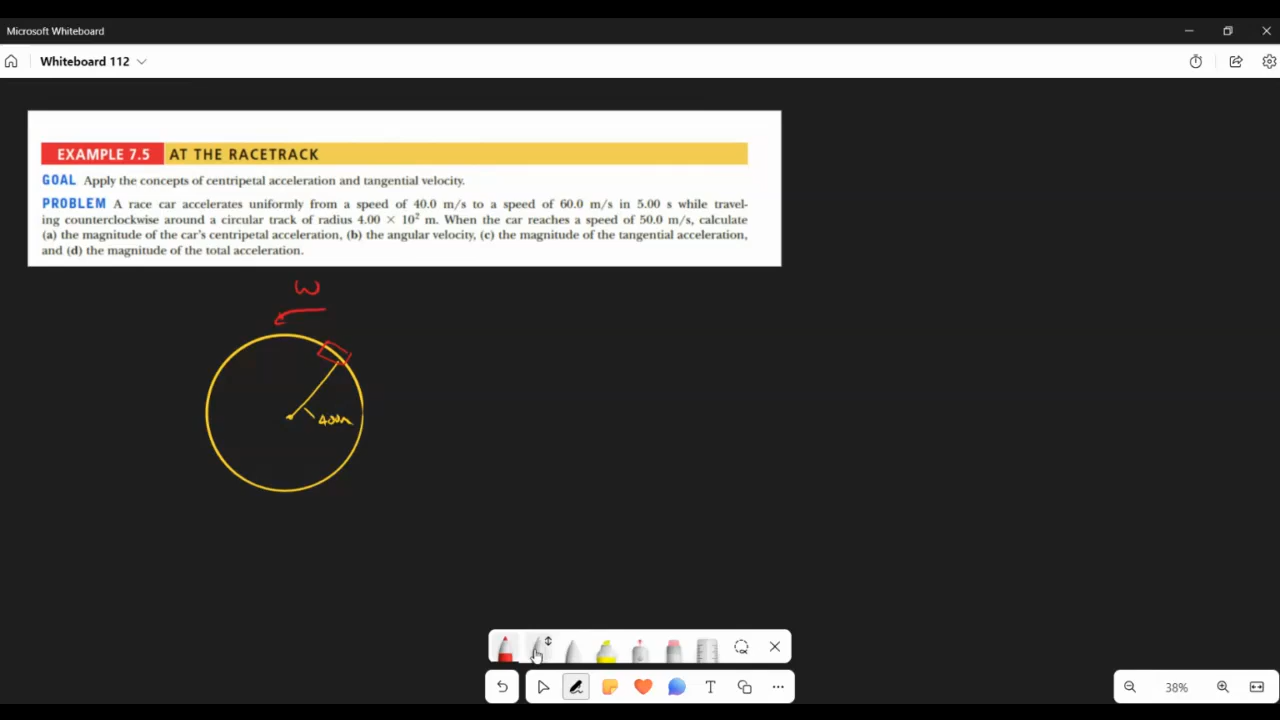 Microsoft Whiteboard
Whiteboard 112
EXAMPLE 7.5 AT THE RACETRACK
GOAL Apply the concepts of centripetal acceleration and tangential velocity.
PROBLEM A race car accelerates uniformly from a speed of 40.0 m/s to a speed of 60.0 m/s in 5.00 s while travel-
ing counterclockwise around a circular track of radius 4.00 × 10² m. When the car reaches a speed of 50.0 m/s, calculate
(a) the magnitude of the car's centripetal acceleration, (b) the angular velocity, (c) the magnitude of the tangential acceleration,
and (d) the magnitude of the total acceleration.
ω
400m
T
38%